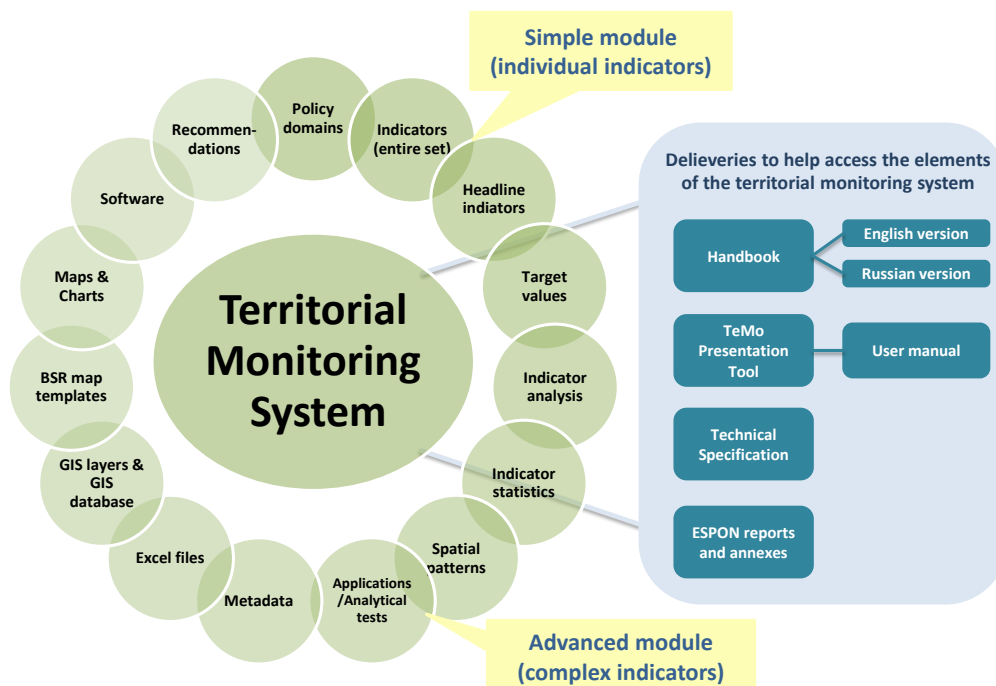 Simple module
(individual indicators)
Policy
domains
Indicators
(entire set)
Headline
indiators
Target
values
Indicator
analysis
Indicator
statistics
Spatial
patterns
Applications
/Analytical
tests
Metadata
Excel files
GIS layers &
GIS
database
BSR map
templates
Maps &
Charts
Software
Recommen-
dations
Territorial
Monitoring
System
Advanced module
(complex indicators)
Delieveries to help access the elements
of the territorial monitoring system
Handbook
English version
Russian version
TeMo
Presentation
Tool
User manual
Technical
Specification
ESPON reports
and annexes